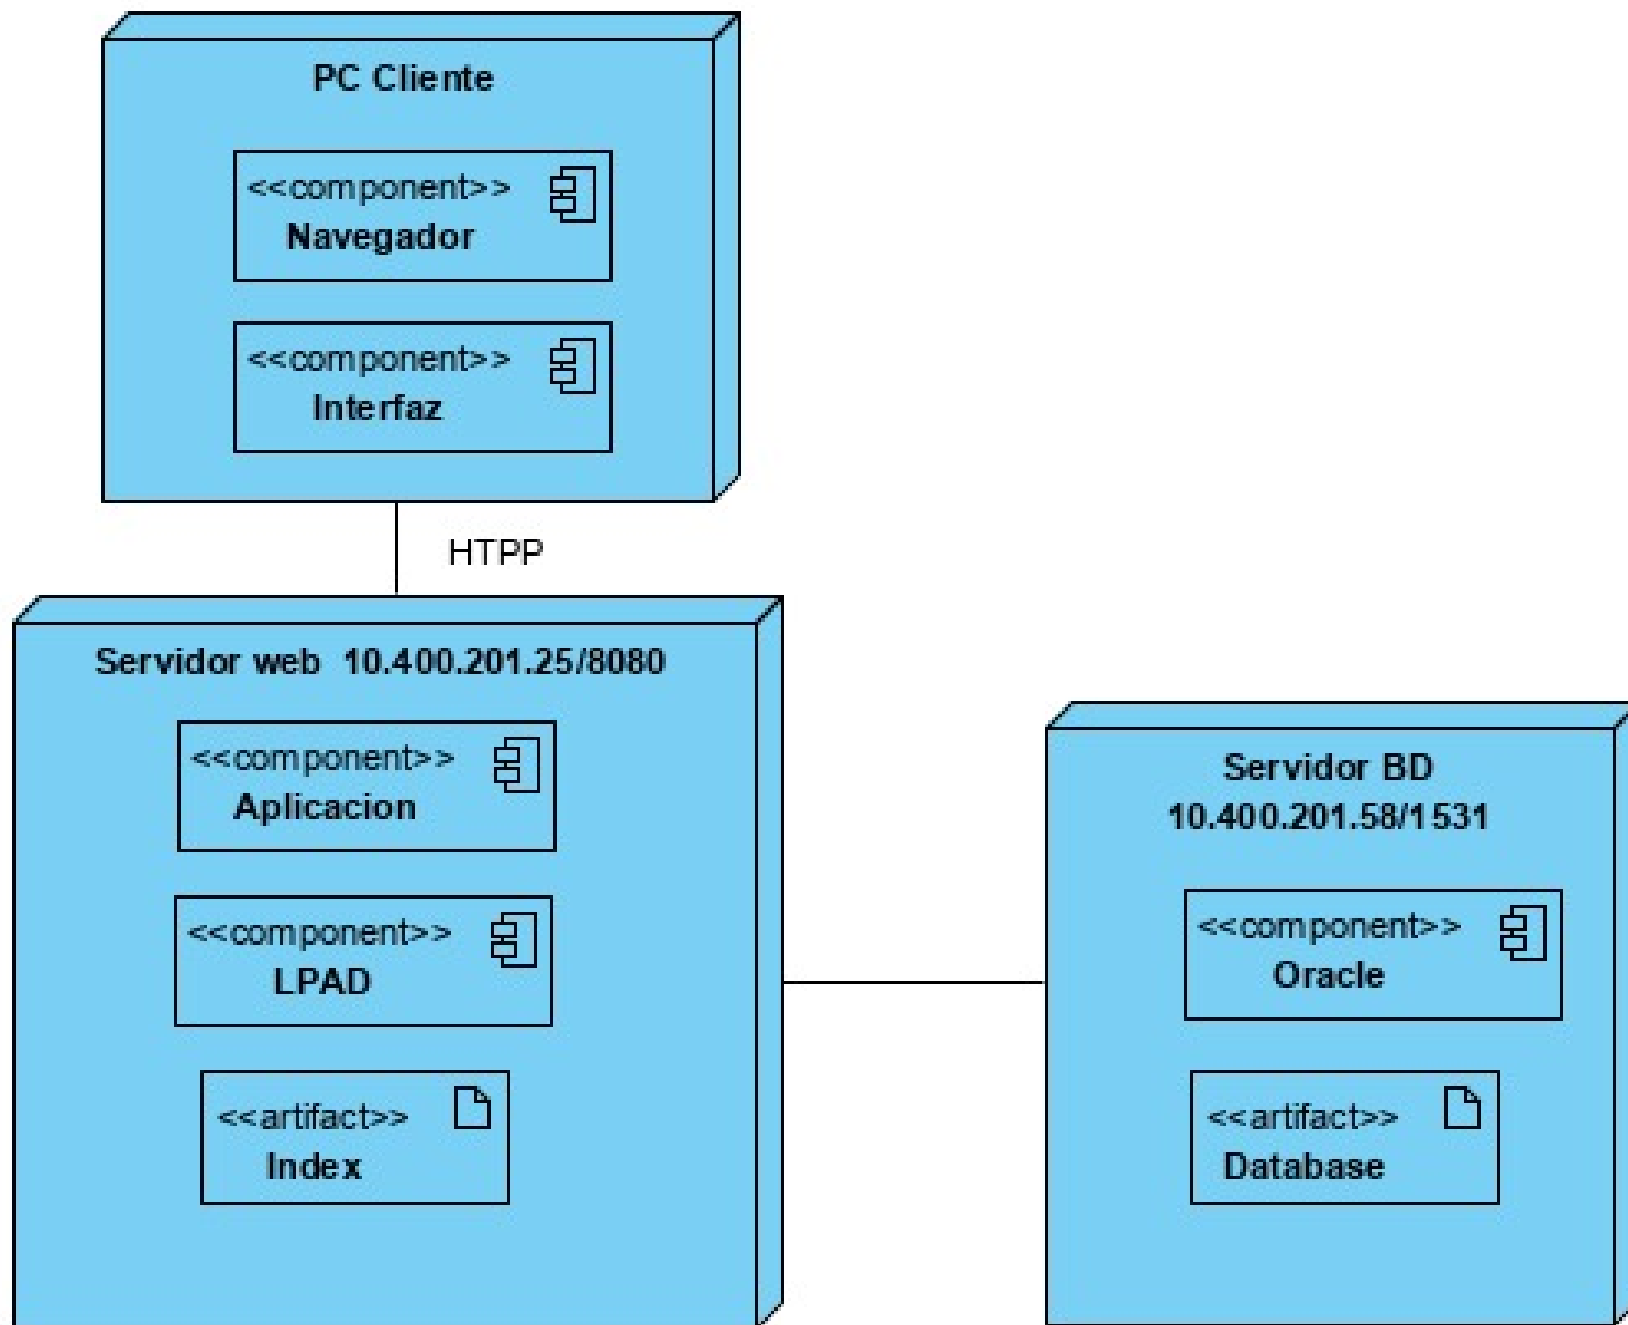 PC Cliente
<<component>>
Navegador
<<component>>
Interfaz
HTPP
Servidor web 10.400.201.25/8080
<<component>>
Aplicacion
<<component>>
LPAD
<<artifact>>
Index
Servidor BD
10.400.201.58/1531
<<component>>
Oracle
<<artifact>>
Database